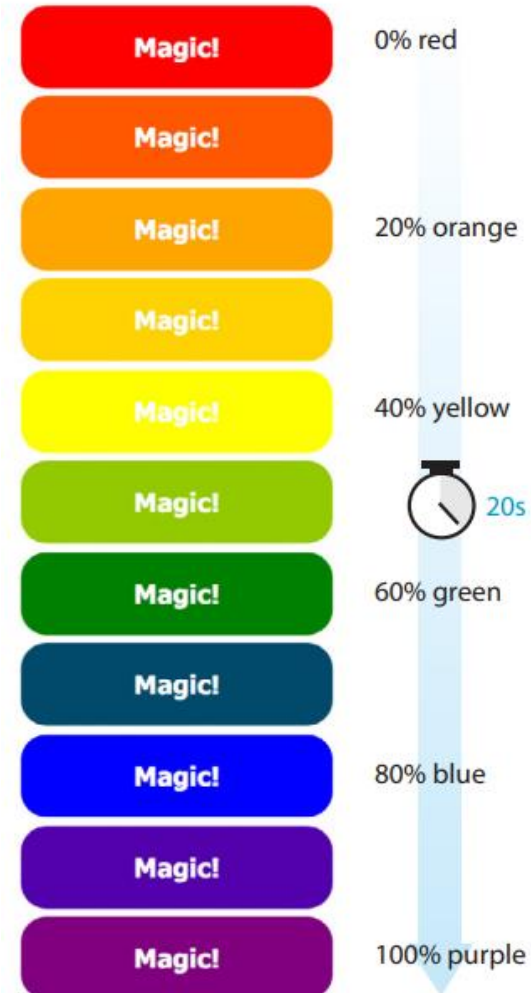 Magic! 0% red
Magic!
Magic! 20% orange
Magic!
Magic! 40% yellow
Magic! 20s
Magic! 60% green
Magic!
Magic! 80% blue
Magic!
Magic! 100% purple